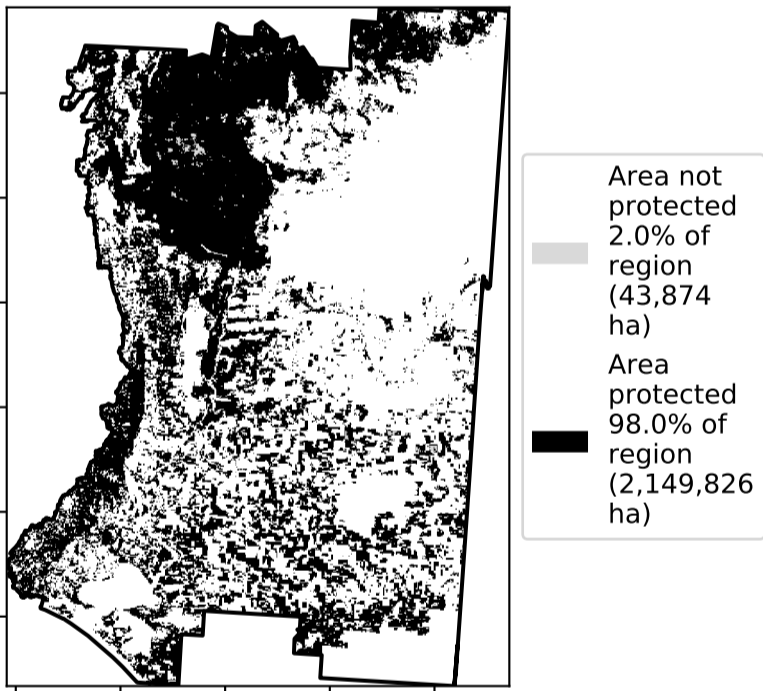 Area not
protected
2.0% of
region
(43,874
ha)
Area
protected
98.0% of
region
(2,149,826
ha)